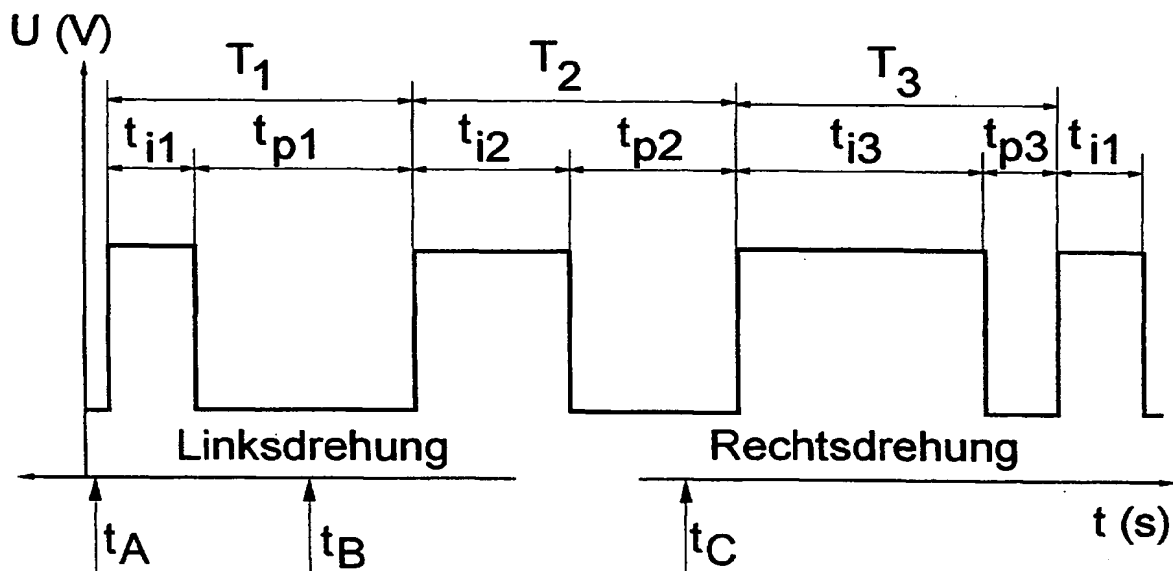 U (V)
T1 T2 T3
ti1 tp1 ti2 tp2 ti3 tp3 ti1
Linksdrehung Rechtsdrehung
tA tB tC t (s)